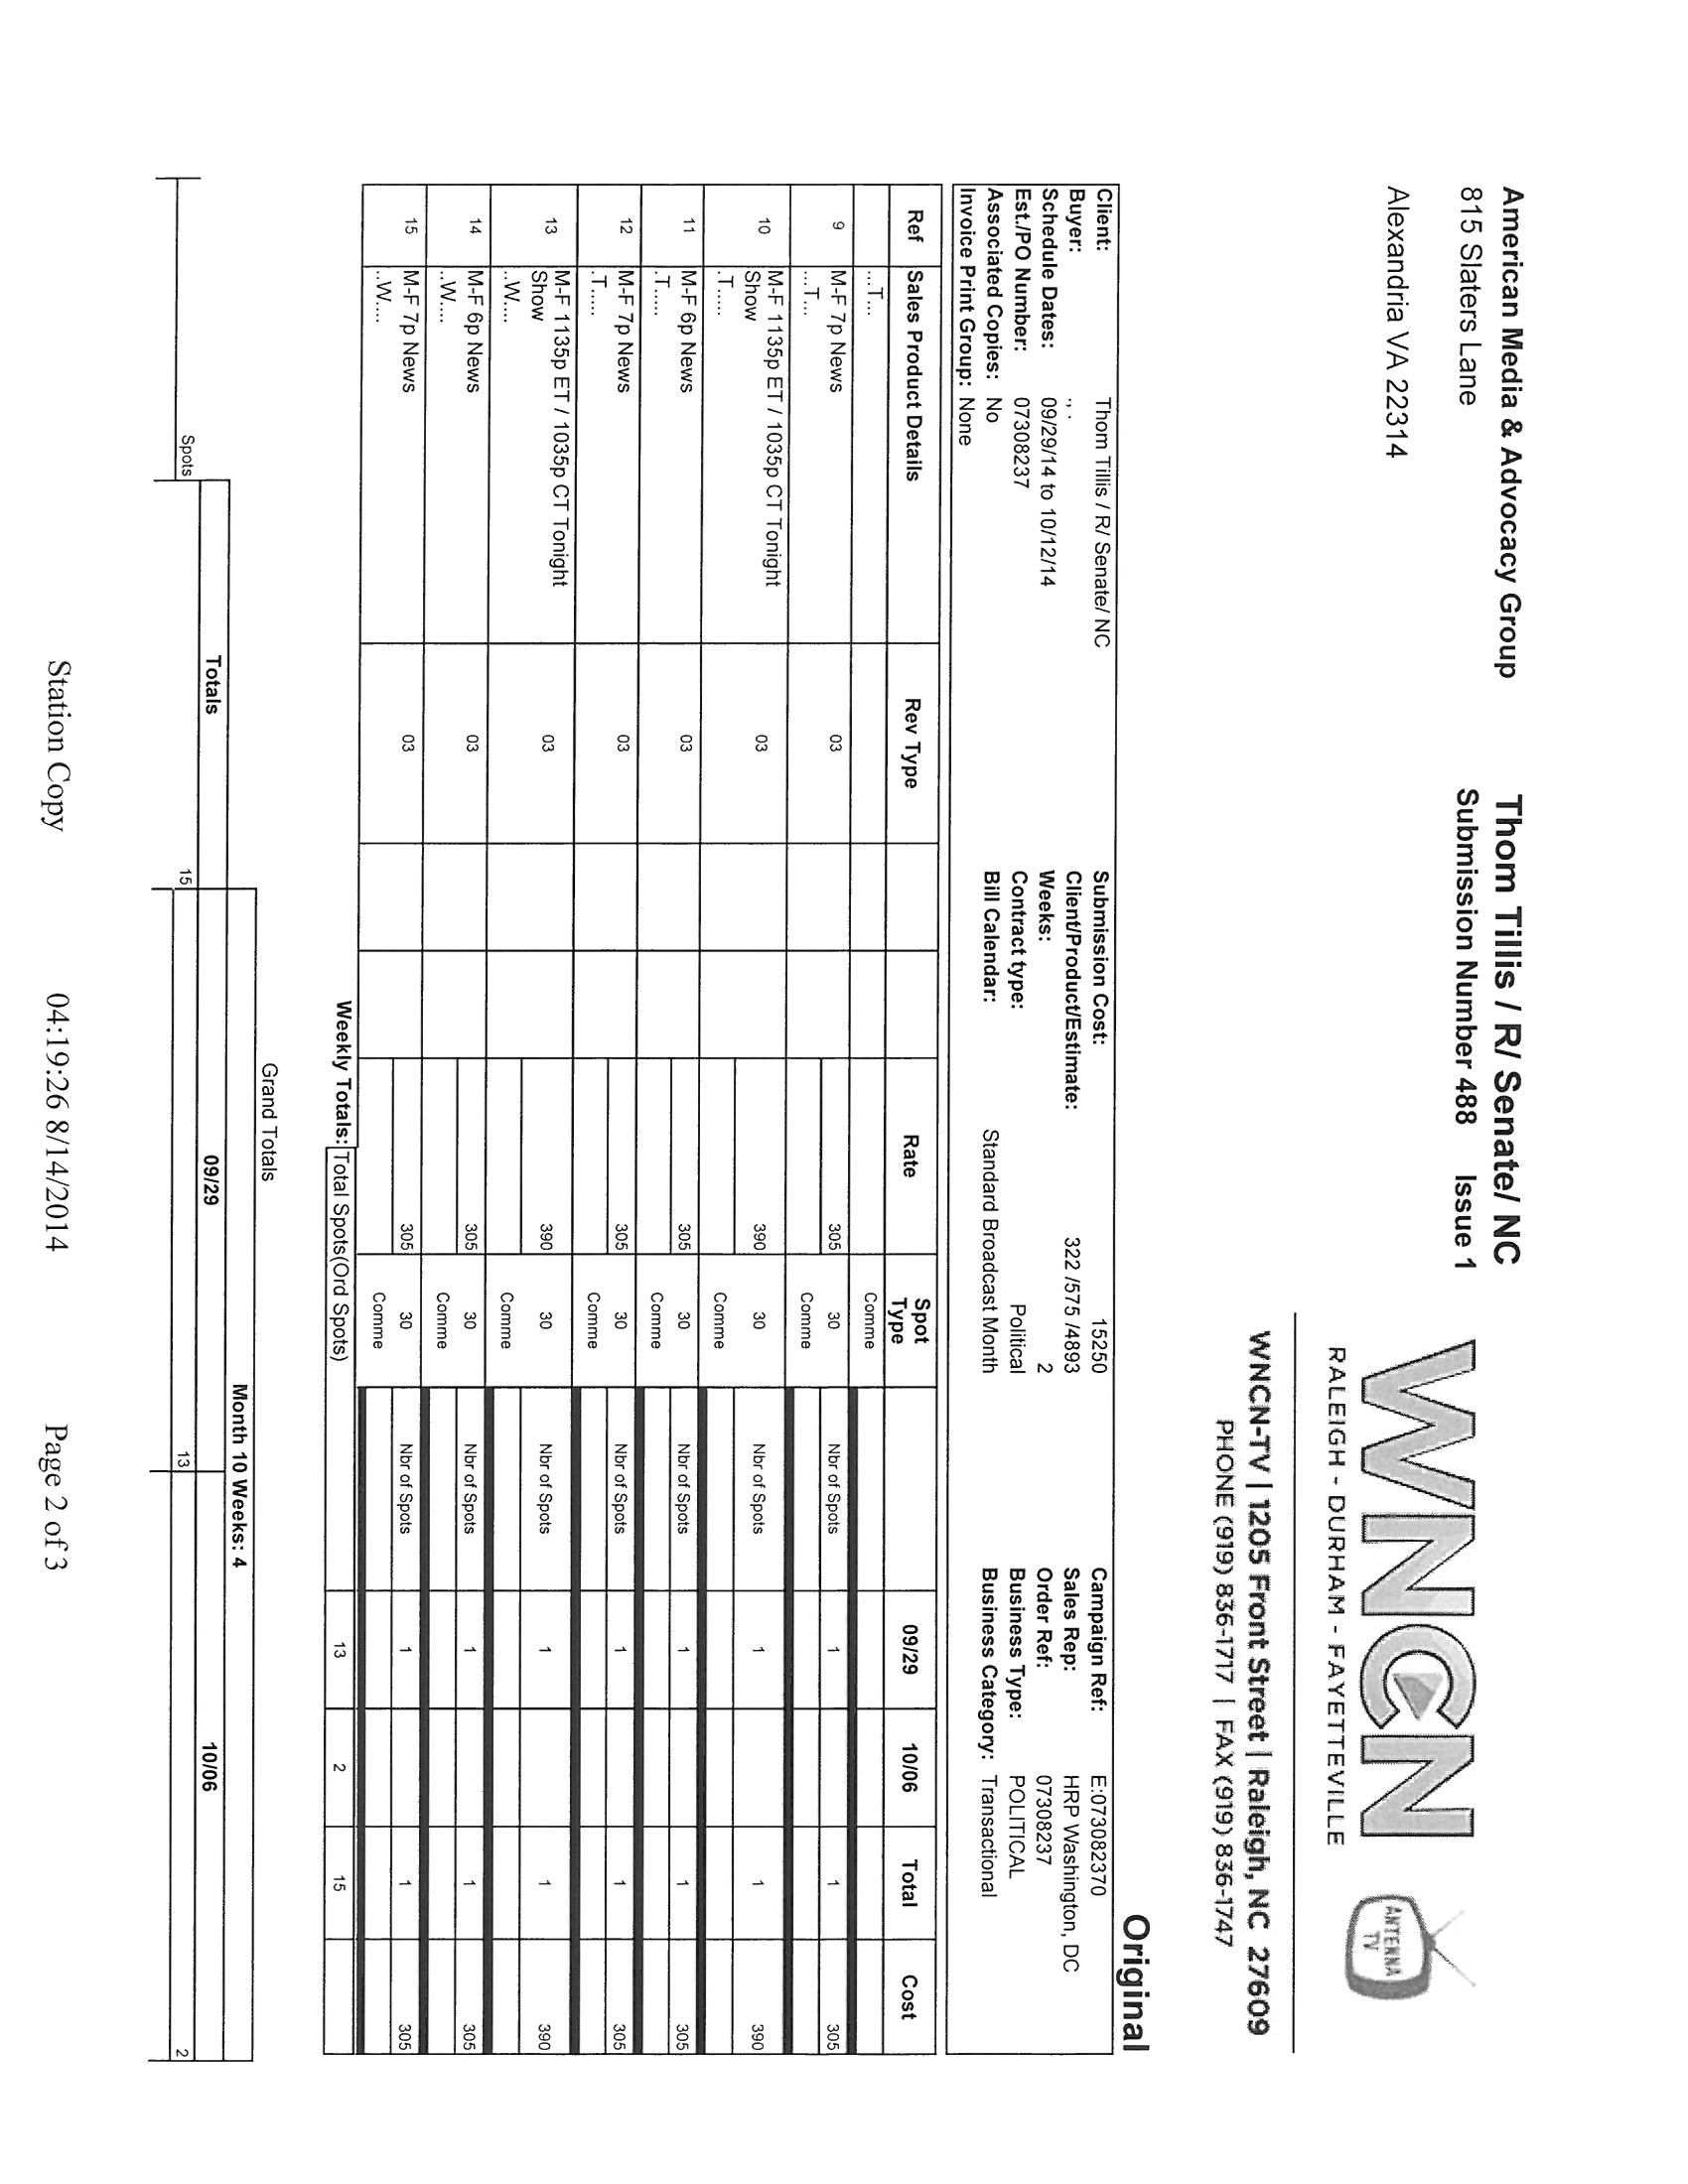 American Media & Advocacy Group
815 Slaters Lane
Alexandria VA 22314
Thom Tillis / R/ Senate/ NC
Submission Number 488 Issue 1
WNCN
RALEIGH - DURHAM - FAYETTEVILLE
ANTENNA
TV
WNCN-TV | 1205 Front Street | Raleigh, NC 27609
PHONE (919) 836-1717 | FAX (919) 836-1747
Original
Client: Thom Tillis / R/ Senate/ NC Submission Cost: 15250 Campaign Ref: E:073082370
Buyer: ., . Client/Product/Estimate: 322 /575 /4893 Sales Rep: HRP Washington, DC
Schedule Dates: 09/29/14 to 10/12/14 Weeks: 2 Order Ref: 07308237
Est./PO Number: 07308237 Contract type: Political Business Type: POLITICAL
Associated Copies: No Bill Calendar: Standard Broadcast Month Business Category: Transactional
Invoice Print Group: None
Ref Sales Product Details Rev Type Rate Spot Type 09/29 10/06 Total Cost
...T... Comme
9 M-F 7p News 03 305 30 Nbr of Spots 1 1 305
...T... Comme
10 M-F 1135p ET / 1035p CT Tonight 03 390 30 Nbr of Spots 1 1 390
Show
.T..... Comme
11 M-F 6p News 03 305 30 Nbr of Spots 1 1 305
.T..... Comme
12 M-F 7p News 03 305 30 Nbr of Spots 1 1 305
.T..... Comme
13 M-F 1135p ET / 1035p CT Tonight 03 390 30 Nbr of Spots 1 1 390
Show
..W.... Comme
14 M-F 6p News 03 305 30 Nbr of Spots 1 1 305
..W.... Comme
15 M-F 7p News 03 305 30 Nbr of Spots 1 1 305
..W.... Comme
Weekly Totals: Total Spots(Ord Spots) 13 2 15
Grand Totals
Month 10 Weeks: 4
Totals 09/29 10/06
Spots 15 13 2
Station Copy 04:19:26 8/14/2014 Page 2 of 3